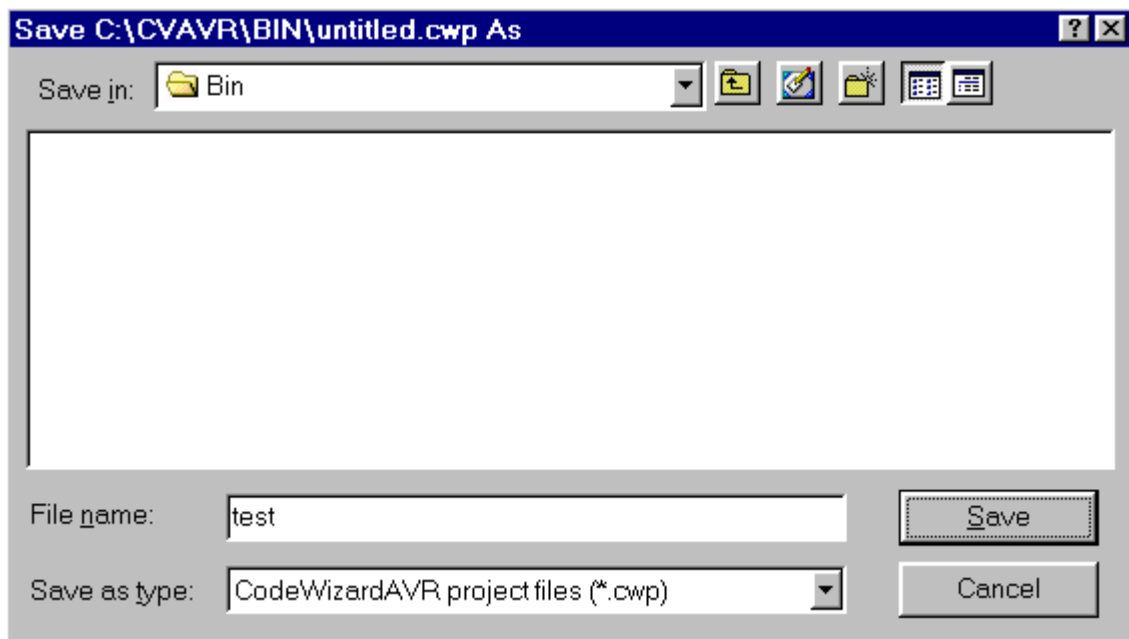 Save C:\CVAVR\BIN\untitled.cwp As
Save in: Bin
File name: test Save
Save as type: CodeWizardAVR project files (*.cwp) Cancel